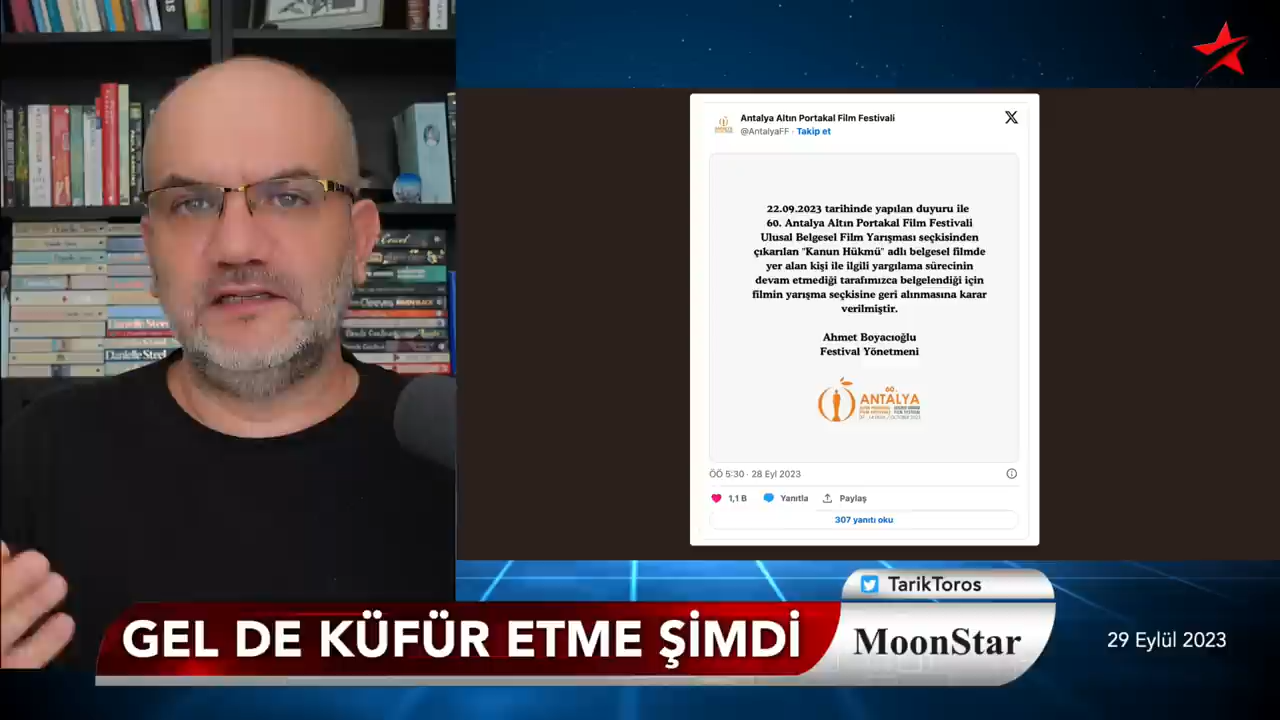 Antalya Altın Portakal Film Festivali
@AntalyaFF · Takip et
22.09.2023 tarihinde yapılan duyuru ile
60. Antalya Altın Portakal Film Festivali
Ulusal Belgesel Film Yarışması seçkisinden
çıkarılan "Kanun Hükmü" adlı belgesel filmde
yer alan kişi ile ilgili yargılama sürecinin
devam etmediği tarafımızca belgelendiği için
filmin yarışma seçkisine geri alınmasına karar
verilmiştir.
Ahmet Boyacıoğlu
Festival Yönetmeni
60.
ANTALYA
ÖÖ 5:30 · 28 Eyl 2023
1,1 B Yanıtla Paylaş
307 yanıtı oku
Danielle Steel
Danielle Steel
TarikToros
GEL DE KÜFÜR ETME ŞİMDİ
MoonStar
29 Eylül 2023